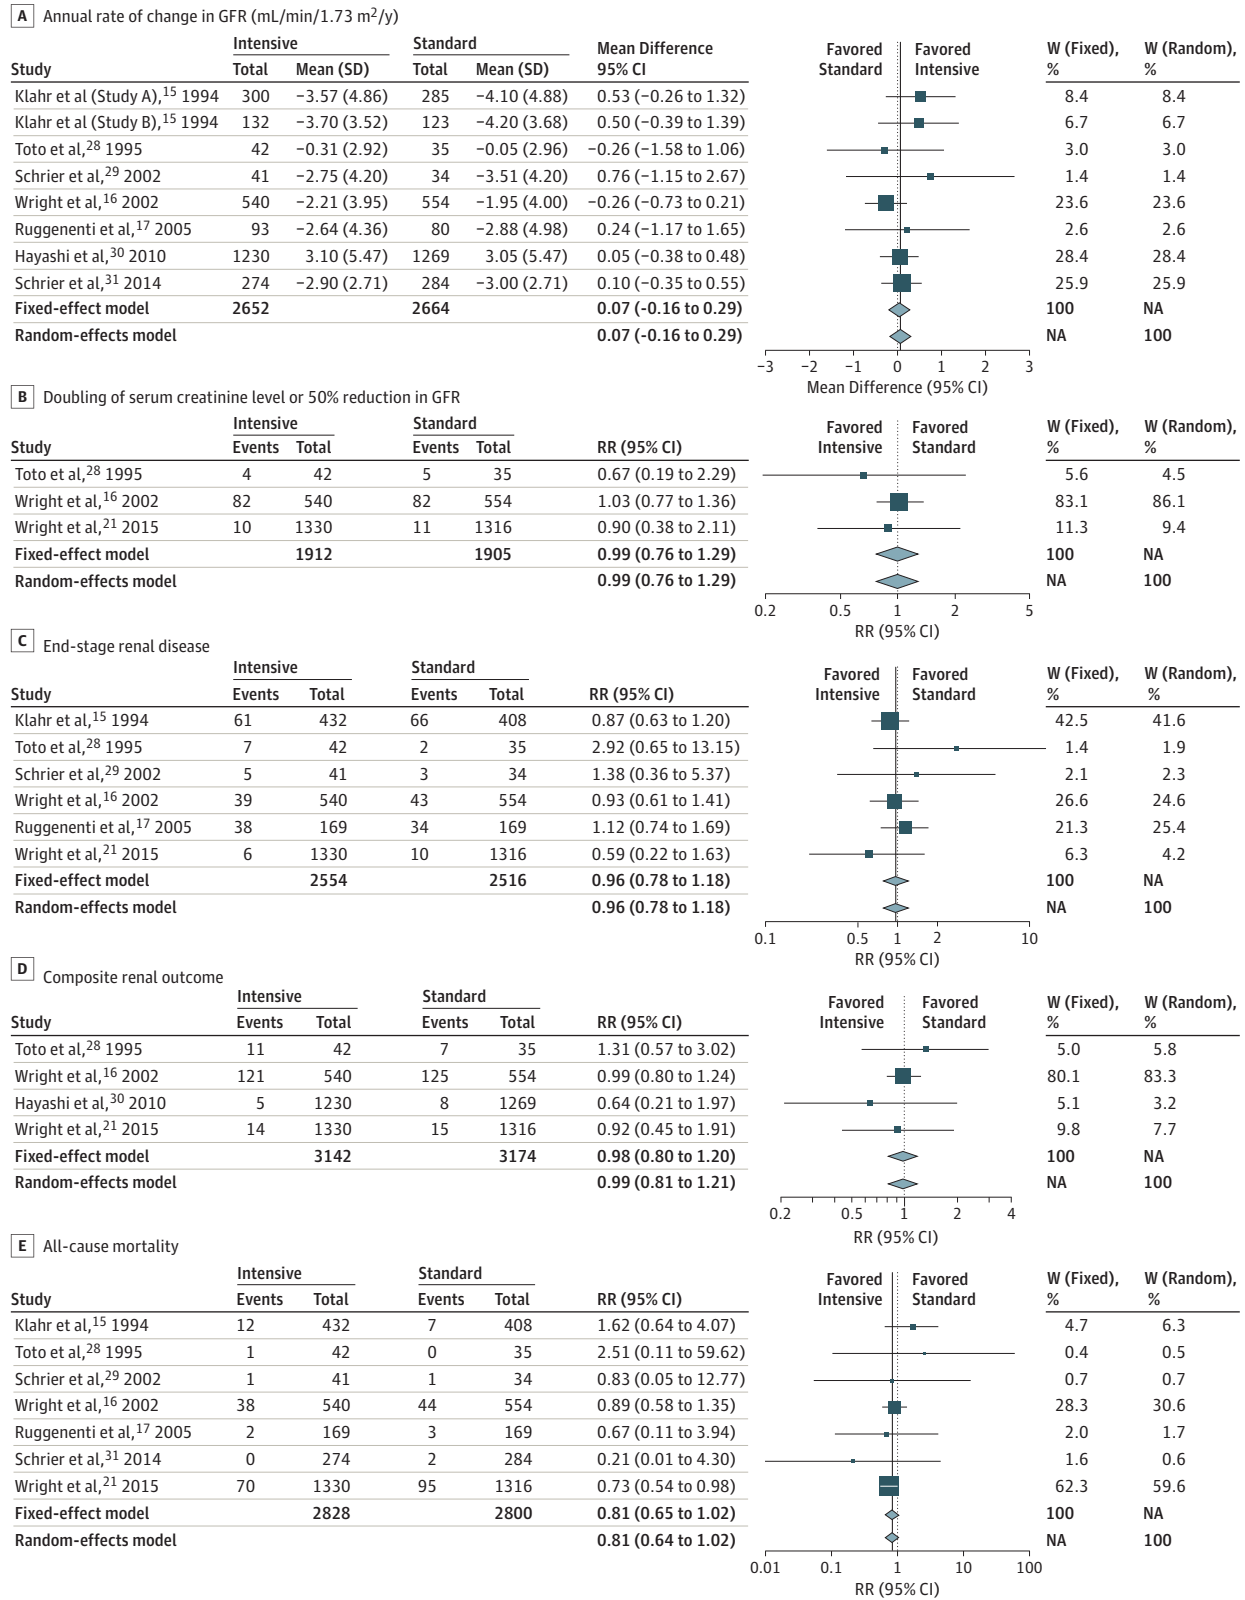 A Annual rate of change in GFR (mL/min/1.73 m²/y)
Intensive Standard Mean Difference Favored Favored W (Fixed), W (Random),
Study Total Mean (SD) Total Mean (SD) 95% CI Standard Intensive % %
Klahr et al (Study A),¹⁵ 1994 300 −3.57 (4.86) 285 −4.10 (4.88) 0.53 (−0.26 to 1.32) 8.4 8.4
Klahr et al (Study B),¹⁵ 1994 132 −3.70 (3.52) 123 −4.20 (3.68) 0.50 (−0.39 to 1.39) 6.7 6.7
Toto et al,²⁸ 1995 42 −0.31 (2.92) 35 −0.05 (2.96) −0.26 (−1.58 to 1.06) 3.0 3.0
Schrier et al,²⁹ 2002 41 −2.75 (4.20) 34 −3.51 (4.20) 0.76 (−1.15 to 2.67) 1.4 1.4
Wright et al,¹⁶ 2002 540 −2.21 (3.95) 554 −1.95 (4.00) −0.26 (−0.73 to 0.21) 23.6 23.6
Ruggenenti et al,¹⁷ 2005 93 −2.64 (4.36) 80 −2.88 (4.98) 0.24 (−1.17 to 1.65) 2.6 2.6
Hayashi et al,³⁰ 2010 1230 3.10 (5.47) 1269 3.05 (5.47) 0.05 (−0.38 to 0.48) 28.4 28.4
Schrier et al,³¹ 2014 274 −2.90 (2.71) 284 −3.00 (2.71) 0.10 (−0.35 to 0.55) 25.9 25.9
Fixed-effect model 2652 2664 0.07 (-0.16 to 0.29) 100 NA
Random-effects model 0.07 (-0.16 to 0.29) NA 100
−3 −2 −1 0 1 2 3
Mean Difference (95% CI)
B Doubling of serum creatinine level or 50% reduction in GFR
Intensive Standard Favored Favored W (Fixed), W (Random),
Study Events Total Events Total RR (95% CI) Intensive Standard % %
Toto et al,²⁸ 1995 4 42 5 35 0.67 (0.19 to 2.29) 5.6 4.5
Wright et al,¹⁶ 2002 82 540 82 554 1.03 (0.77 to 1.36) 83.1 86.1
Wright et al,²¹ 2015 10 1330 11 1316 0.90 (0.38 to 2.11) 11.3 9.4
Fixed-effect model 1912 1905 0.99 (0.76 to 1.29) 100 NA
Random-effects model 0.99 (0.76 to 1.29) NA 100
0.2 0.5 1 2 5
RR (95% CI)
C End-stage renal disease
Intensive Standard Favored Favored W (Fixed), W (Random),
Study Events Total Events Total RR (95% CI) Intensive Standard % %
Klahr et al,¹⁵ 1994 61 432 66 408 0.87 (0.63 to 1.20) 42.5 41.6
Toto et al,²⁸ 1995 7 42 2 35 2.92 (0.65 to 13.15) 1.4 1.9
Schrier et al,²⁹ 2002 5 41 3 34 1.38 (0.36 to 5.37) 2.1 2.3
Wright et al,¹⁶ 2002 39 540 43 554 0.93 (0.61 to 1.41) 26.6 24.6
Ruggenenti et al,¹⁷ 2005 38 169 34 169 1.12 (0.74 to 1.69) 21.3 25.4
Wright et al,²¹ 2015 6 1330 10 1316 0.59 (0.22 to 1.63) 6.3 4.2
Fixed-effect model 2554 2516 0.96 (0.78 to 1.18) 100 NA
Random-effects model 0.96 (0.78 to 1.18) NA 100
0.1 0.5 1 2 10
RR (95% CI)
D Composite renal outcome
Intensive Standard Favored Favored W (Fixed), W (Random),
Study Events Total Events Total RR (95% CI) Intensive Standard % %
Toto et al,²⁸ 1995 11 42 7 35 1.31 (0.57 to 3.02) 5.0 5.8
Wright et al,¹⁶ 2002 121 540 125 554 0.99 (0.80 to 1.24) 80.1 83.3
Hayashi et al,³⁰ 2010 5 1230 8 1269 0.64 (0.21 to 1.97) 5.1 3.2
Wright et al,²¹ 2015 14 1330 15 1316 0.92 (0.45 to 1.91) 9.8 7.7
Fixed-effect model 3142 3174 0.98 (0.80 to 1.20) 100 NA
Random-effects model 0.99 (0.81 to 1.21) NA 100
0.2 0.5 1 2 4
RR (95% CI)
E All-cause mortality
Intensive Standard Favored Favored W (Fixed), W (Random),
Study Events Total Events Total RR (95% CI) Intensive Standard % %
Klahr et al,¹⁵ 1994 12 432 7 408 1.62 (0.64 to 4.07) 4.7 6.3
Toto et al,²⁸ 1995 1 42 0 35 2.51 (0.11 to 59.62) 0.4 0.5
Schrier et al,²⁹ 2002 1 41 1 34 0.83 (0.05 to 12.77) 0.7 0.7
Wright et al,¹⁶ 2002 38 540 44 554 0.89 (0.58 to 1.35) 28.3 30.6
Ruggenenti et al,¹⁷ 2005 2 169 3 169 0.67 (0.11 to 3.94) 2.0 1.7
Schrier et al,³¹ 2014 0 274 2 284 0.21 (0.01 to 4.30) 1.6 0.6
Wright et al,²¹ 2015 70 1330 95 1316 0.73 (0.54 to 0.98) 62.3 59.6
Fixed-effect model 2828 2800 0.81 (0.65 to 1.02) 100 NA
Random-effects model 0.81 (0.64 to 1.02) NA 100
0.01 0.1 1 10 100
RR (95% CI)